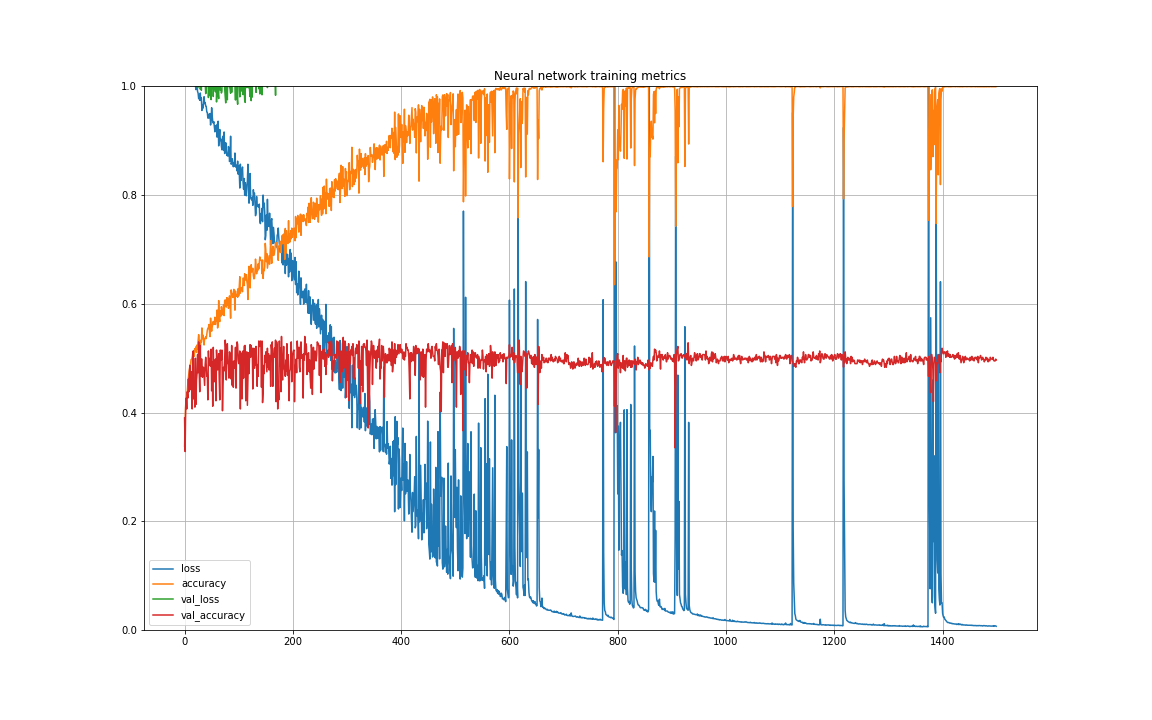 Neural network training metrics
1.0
0.8
0.6
0.4
0.2
0.0
loss
accuracy
val_loss
val_accuracy
0 200 400 600 800 1000 1200 1400